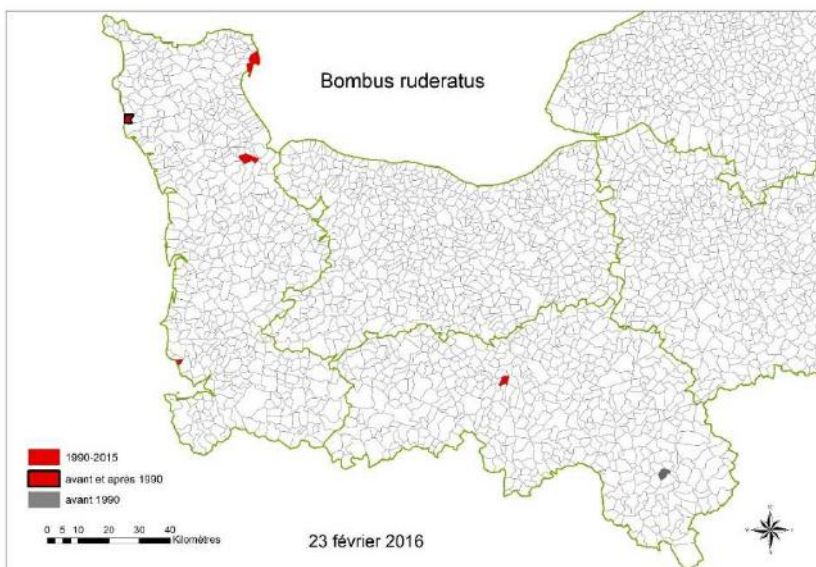 Bombus ruderatus
1990-2015
avant et après 1990
avant 1990
0 5 10 20 30 40
Kilomètres
23 février 2016